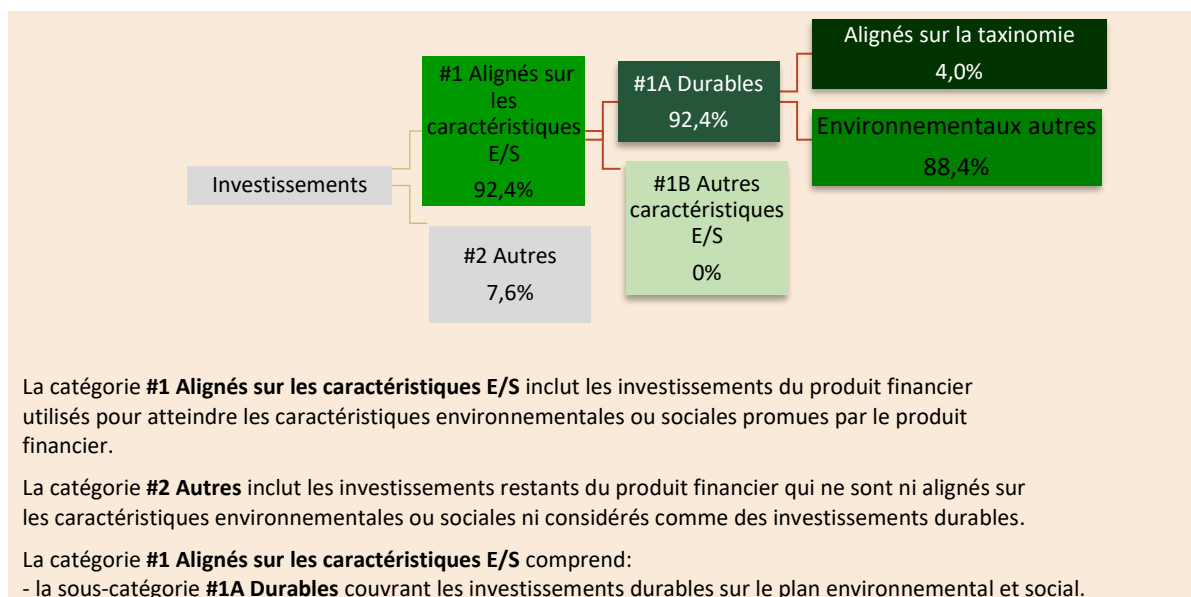 Investissements
#1 Alignés sur
les
caractéristiques
E/S
92,4%
#2 Autres
7,6%
#1A Durables
92,4%
#1B Autres
caractéristiques
E/S
0%
Alignés sur la taxinomie
4,0%
Environnementaux autres
88,4%
La catégorie #1 Alignés sur les caractéristiques E/S inclut les investissements du produit financier
utilisés pour atteindre les caractéristiques environnementales ou sociales promues par le produit
financier.
La catégorie #2 Autres inclut les investissements restants du produit financier qui ne sont ni alignés sur
les caractéristiques environnementales ou sociales ni considérés comme des investissements durables.
La catégorie #1 Alignés sur les caractéristiques E/S comprend:
- la sous-catégorie #1A Durables couvrant les investissements durables sur le plan environnemental et social.